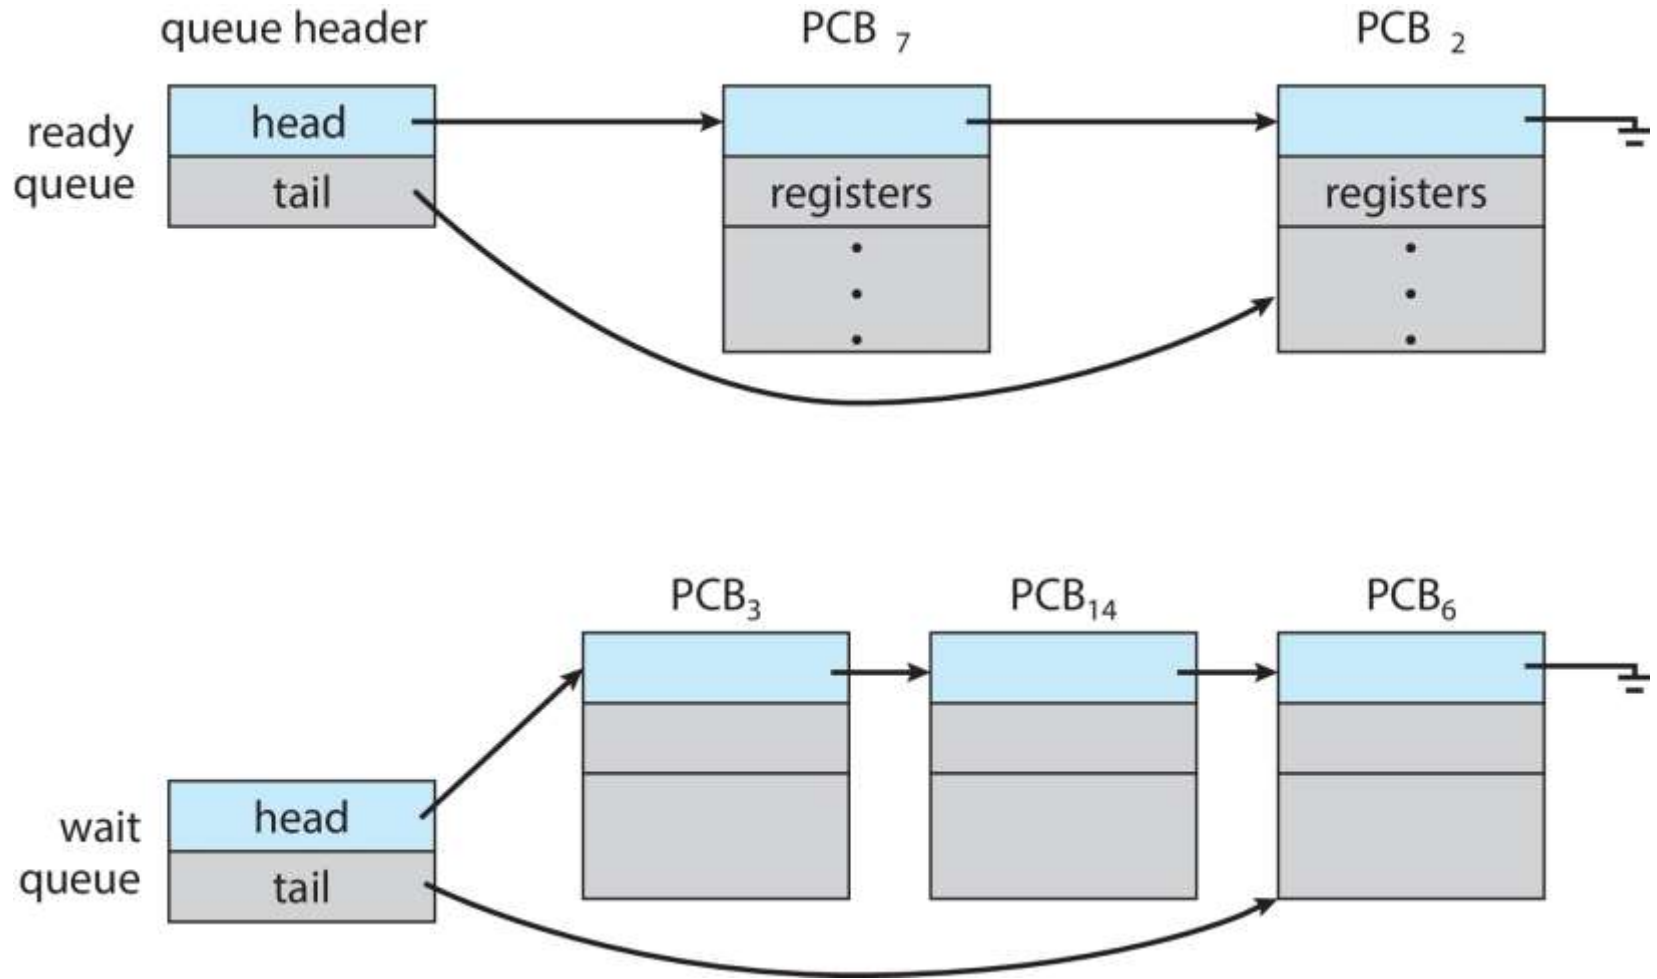 queue header
PCB 7
PCB 2
ready
queue
head
tail
registers
registers
PCB3
PCB14
PCB6
wait
queue
head
tail